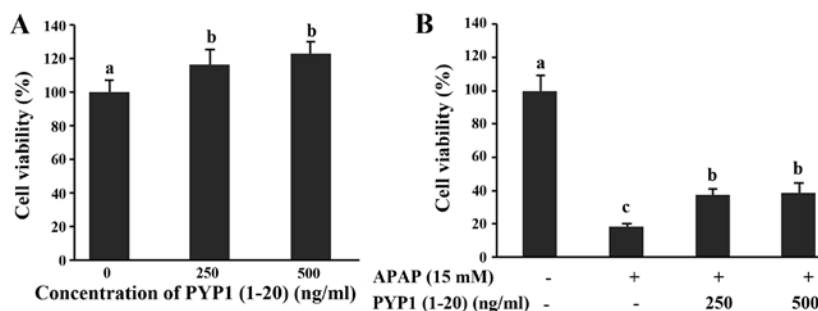 A
B
140
120
100
80
60
40
20
0
Cell viability (%)
a
b
b
0
250
500
Concentration of PYP1 (1-20) (ng/ml)
140
120
100
80
60
40
20
0
Cell viability (%)
a
c
b
b
APAP (15 mM) - + + +
PYP1 (1-20) (ng/ml) - - 250 500